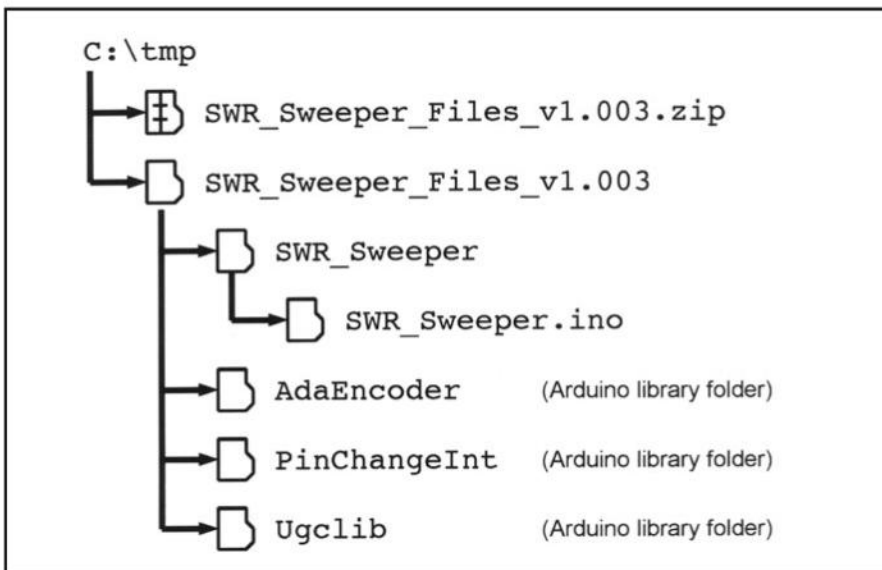 C:\tmp
SWR_Sweeper_Files_v1.003.zip
SWR_Sweeper_Files_v1.003
SWR_Sweeper
SWR_Sweeper.ino
AdaEncoder (Arduino library folder)
PinChangeInt (Arduino library folder)
Ugclib (Arduino library folder)